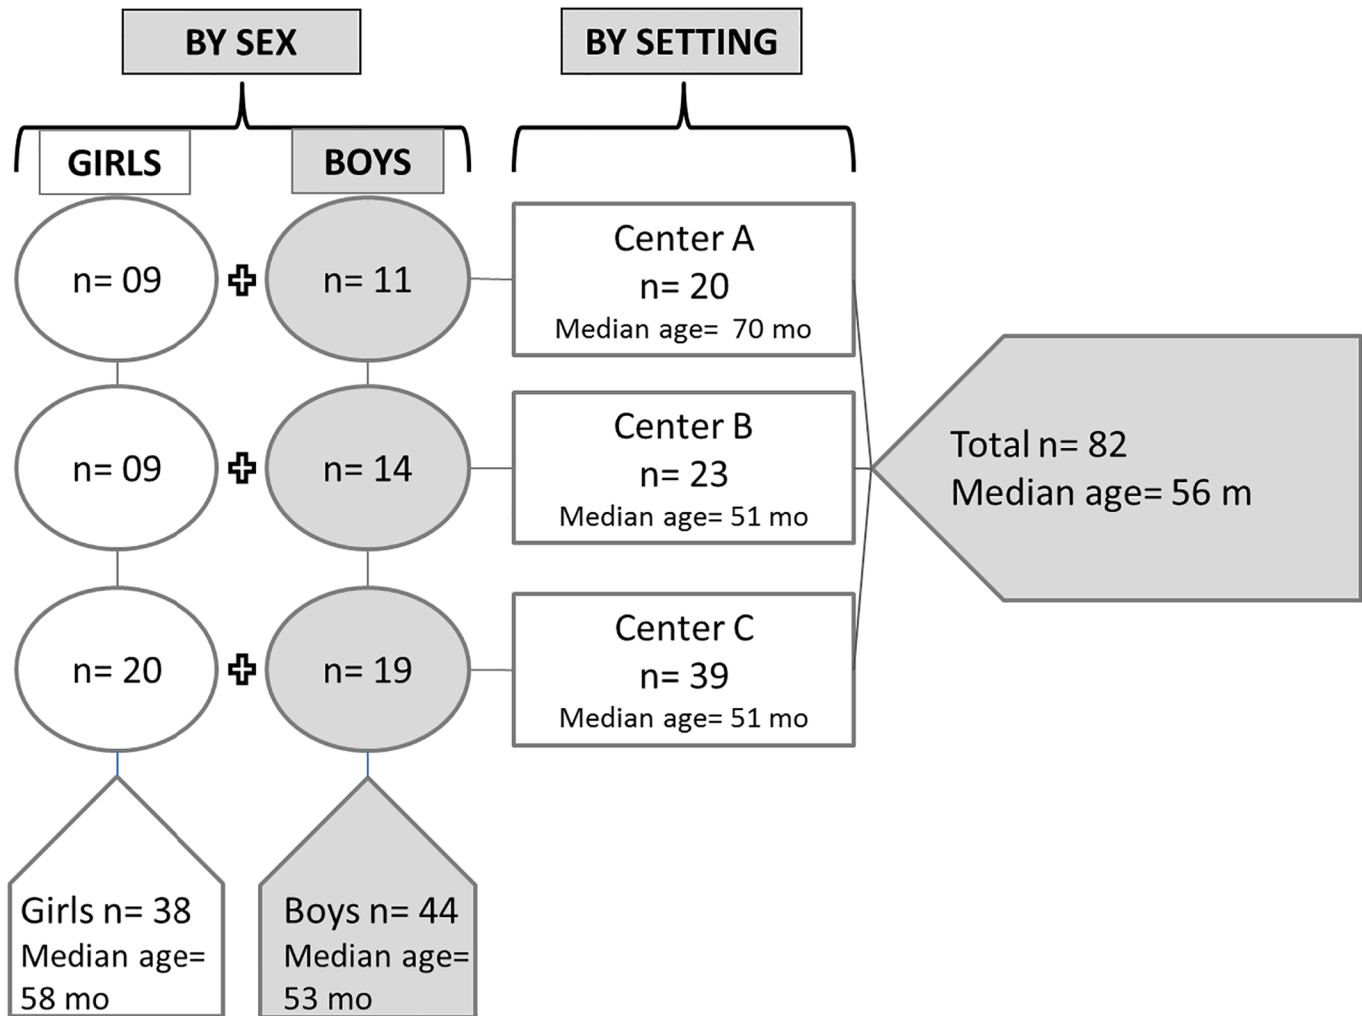 BY SEX
BY SETTING
GIRLS
BOYS
n= 09
n= 11
Center A
n= 20
Median age= 70 mo
n= 09
n= 14
Center B
n= 23
Median age= 51 mo
Total n= 82
Median age= 56 m
n= 20
n= 19
Center C
n= 39
Median age= 51 mo
Girls n= 38
Median age=
58 mo
Boys n= 44
Median age=
53 mo